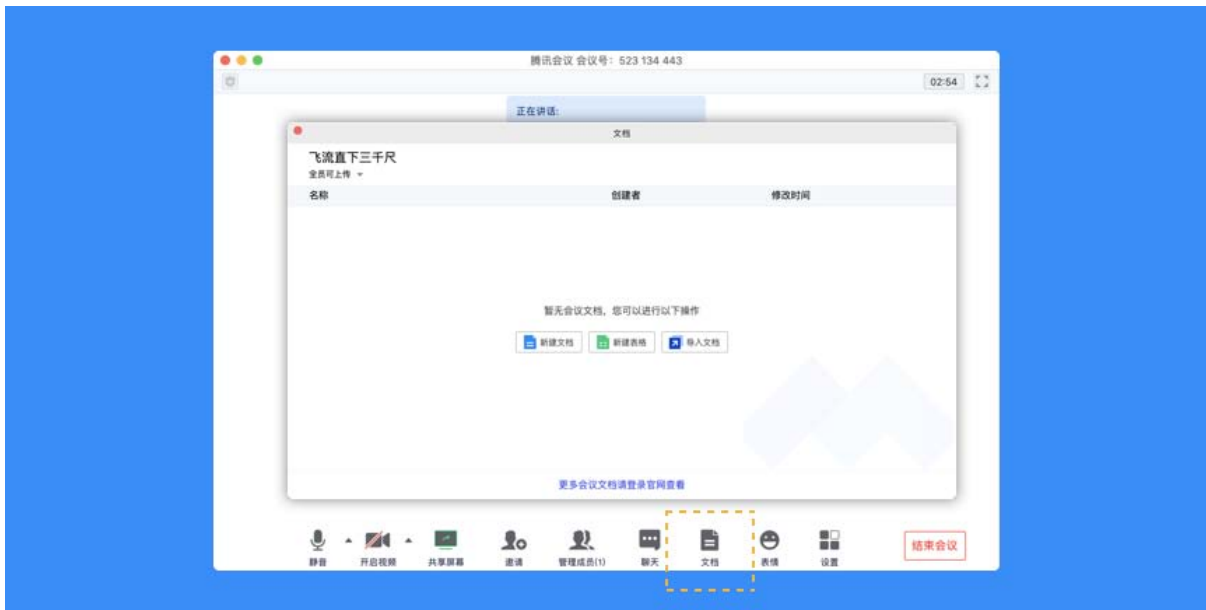 腾讯会议 会议号：523 134 443
02:54
正在讲话:
文档
飞流直下三千尺
全员可上传
名称 创建者 修改时间
暂无会议文档，您可以进行以下操作
新建文档 新建表格 导入文档
更多会议文档请登录官网查看
静音 开启视频 共享屏幕 邀请 管理成员(1) 聊天 文档 表情 设置 结束会议